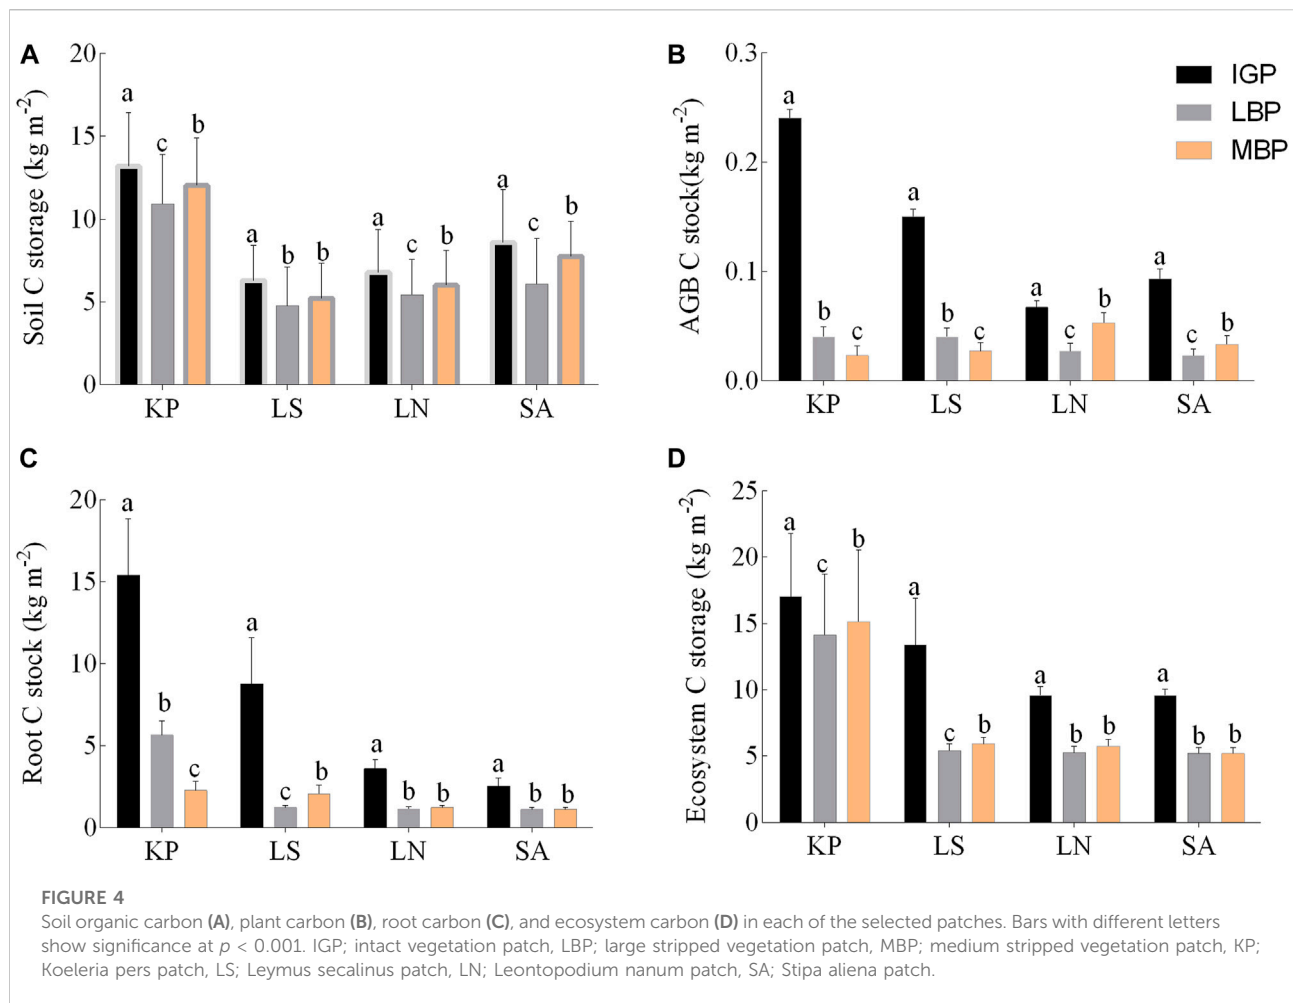 A
Soil C storage (kg m⁻²)
20
15
10
5
0
a
c
b
a
b
b
a
c
b
a
c
b
KP
LS
LN
SA
B
AGB C stock(kg m⁻²)
0.3
0.2
0.1
0.0
a
b
c
a
b
c
a
c
b
a
c
b
KP
LS
LN
SA
IGP
LBP
MBP
C
Root C stock (kg m⁻²)
20
15
10
5
0
a
b
c
a
c
b
a
b
b
a
b
b
KP
LS
LN
SA
D
Ecosystem C storage (kg m⁻²)
25
20
15
10
5
0
a
c
b
a
c
b
a
b
b
a
b
b
KP
LS
LN
SA
FIGURE 4
Soil organic carbon (A), plant carbon (B), root carbon (C), and ecosystem carbon (D) in each of the selected patches. Bars with different letters
show significance at p < 0.001. IGP; intact vegetation patch, LBP; large stripped vegetation patch, MBP; medium stripped vegetation patch, KP;
Koeleria pers patch, LS; Leymus secalinus patch, LN; Leontopodium nanum patch, SA; Stipa aliena patch.